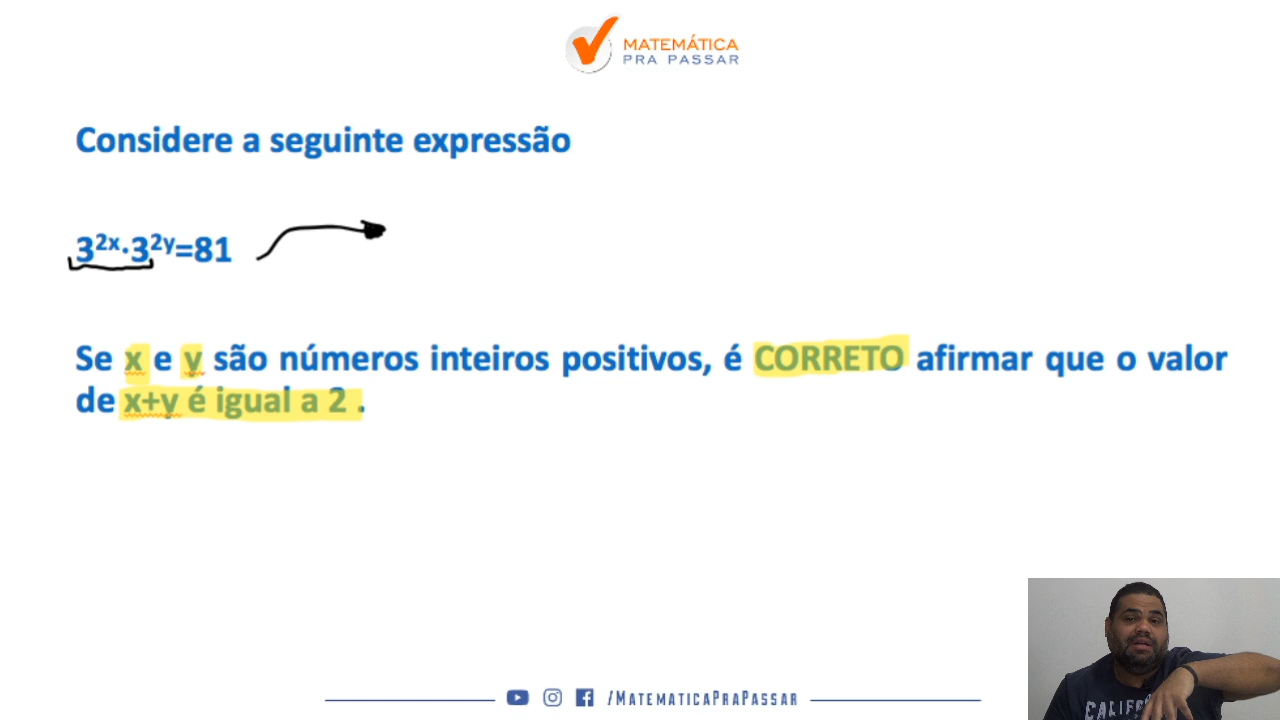 MATEMÁTICA
PRA PASSAR
Considere a seguinte expressão
3²ˣ·3²ʸ=81
Se x e y são números inteiros positivos, é CORRETO afirmar que o valor
de x+y é igual a 2 .
/MATEMATICAPRAPASSAR